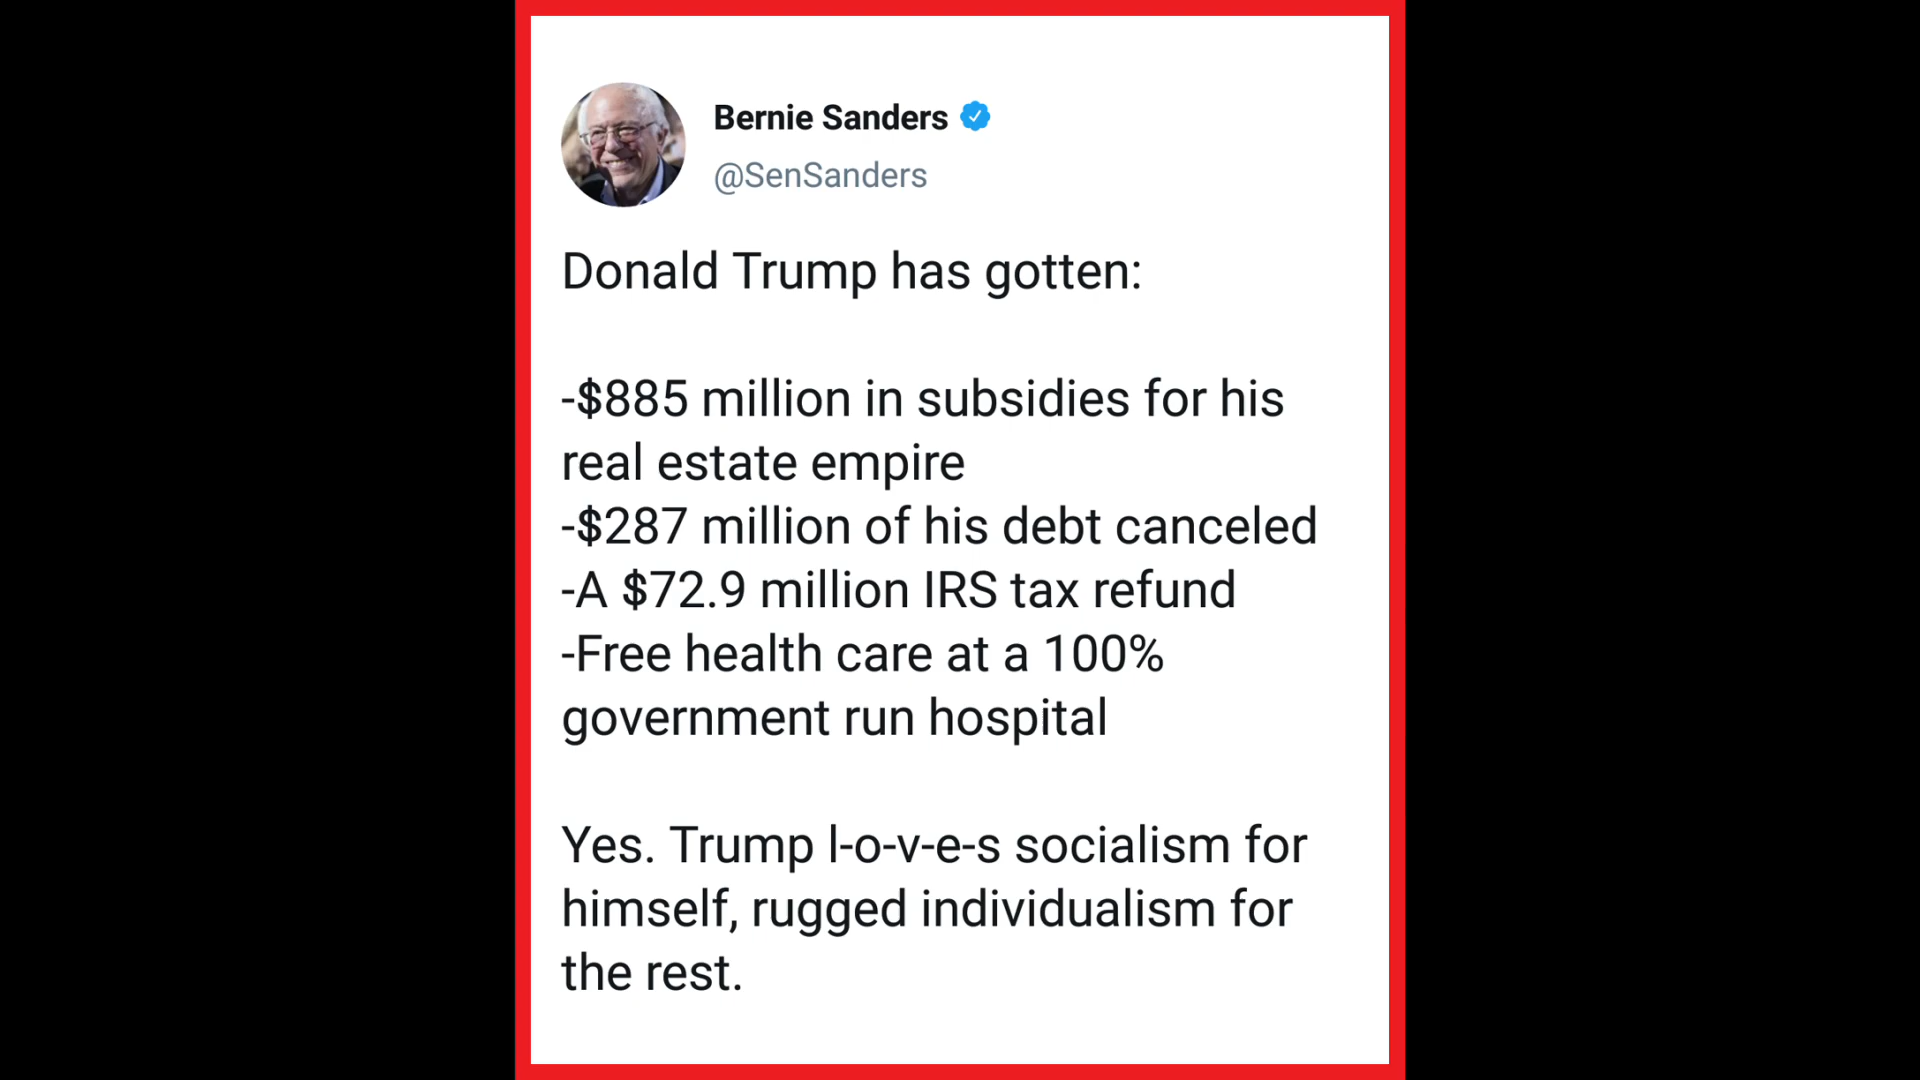 Bernie Sanders
@SenSanders
Donald Trump has gotten:
-$885 million in subsidies for his
real estate empire
-$287 million of his debt canceled
-A $72.9 million IRS tax refund
-Free health care at a 100%
government run hospital
Yes. Trump l-o-v-e-s socialism for
himself, rugged individualism for
the rest.